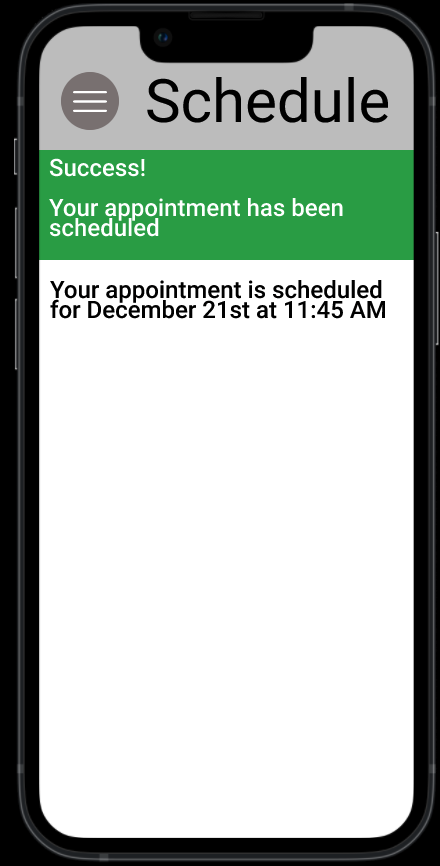 Schedule
Success!
Your appointment has been
scheduled
Your appointment is scheduled
for December 21st at 11:45 AM